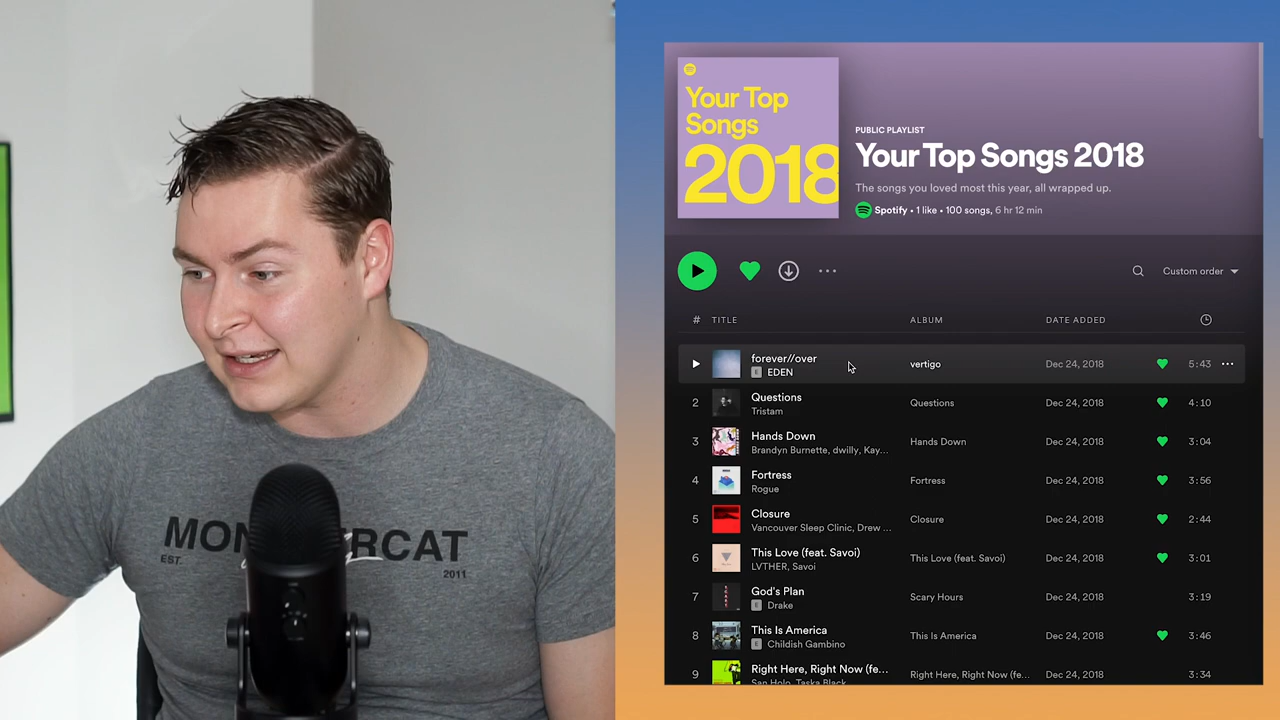 MON
RCAT
EST.
2011
Your Top
Songs
2018
PUBLIC PLAYLIST
Your Top Songs 2018
The songs you loved most this year, all wrapped up.
Spotify • 1 like • 100 songs, 6 hr 12 min
Custom order
# TITLE ALBUM DATE ADDED
forever//over vertigo Dec 24, 2018 5:43
E EDEN
2 Questions Questions Dec 24, 2018 4:10
Tristam
3 Hands Down Hands Down Dec 24, 2018 3:04
Brandyn Burnette, dwilly, Kay...
4 Fortress Fortress Dec 24, 2018 3:56
Rogue
5 Closure Closure Dec 24, 2018 2:44
Vancouver Sleep Clinic, Drew ...
6 This Love (feat. Savoi) This Love (feat. Savoi) Dec 24, 2018 3:01
LVTHER, Savoi
7 God's Plan Scary Hours Dec 24, 2018 3:19
E Drake
8 This Is America This Is America Dec 24, 2018 3:46
E Childish Gambino
9 Right Here, Right Now (fe... Right Here, Right Now (fe... Dec 24, 2018 3:34
San Holo, Taska Black